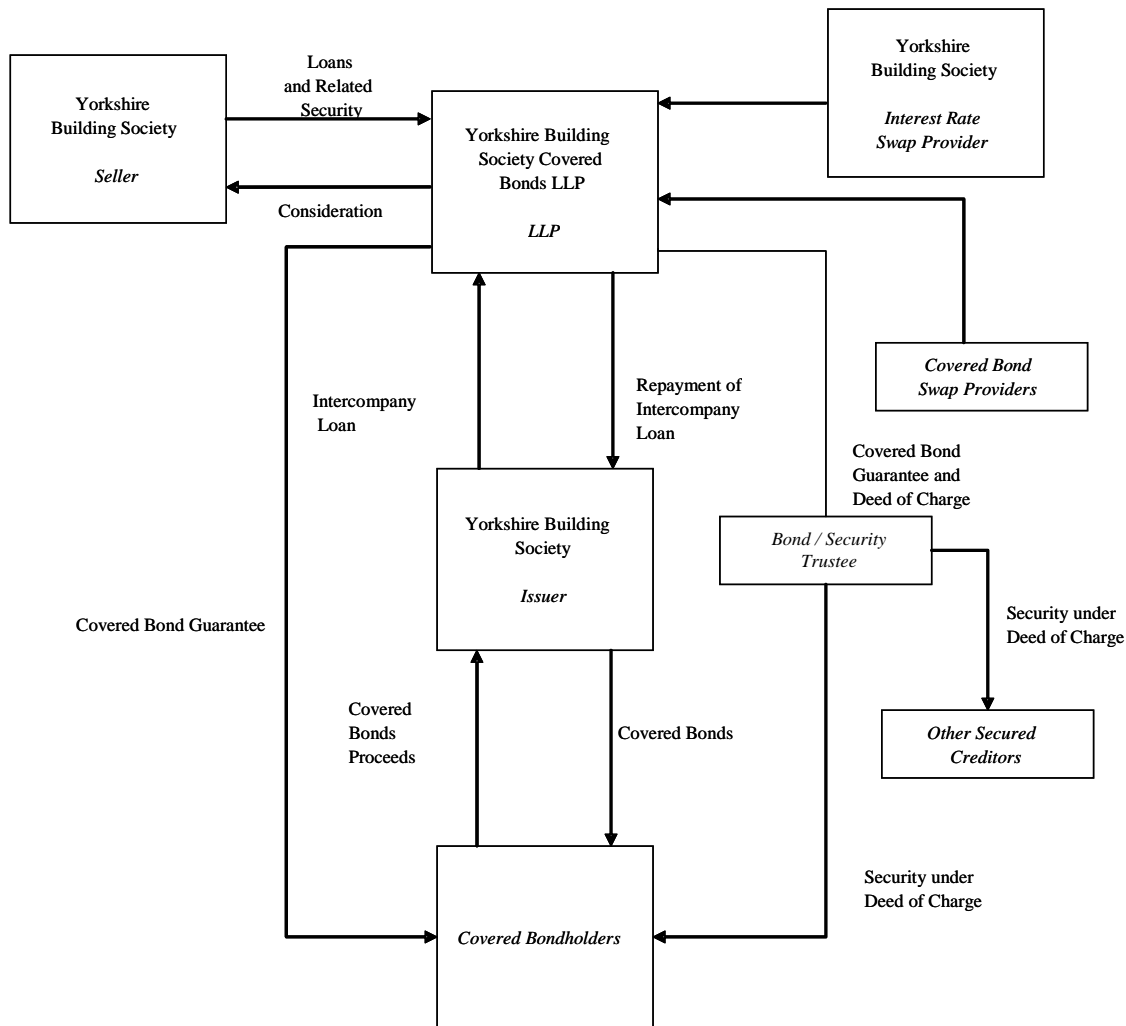 Yorkshire
Building Society
Seller
Loans
and Related
Security
Consideration
Yorkshire Building
Society Covered
Bonds LLP
LLP
Yorkshire
Building Society
Interest Rate
Swap Provider
Covered Bond
Swap Providers
Intercompany
Loan
Repayment of
Intercompany
Loan
Covered Bond
Guarantee and
Deed of Charge
Yorkshire Building
Society
Issuer
Bond / Security
Trustee
Covered Bond Guarantee
Security under
Deed of Charge
Covered
Bonds
Proceeds
Covered Bonds
Other Secured
Creditors
Security under
Deed of Charge
Covered Bondholders